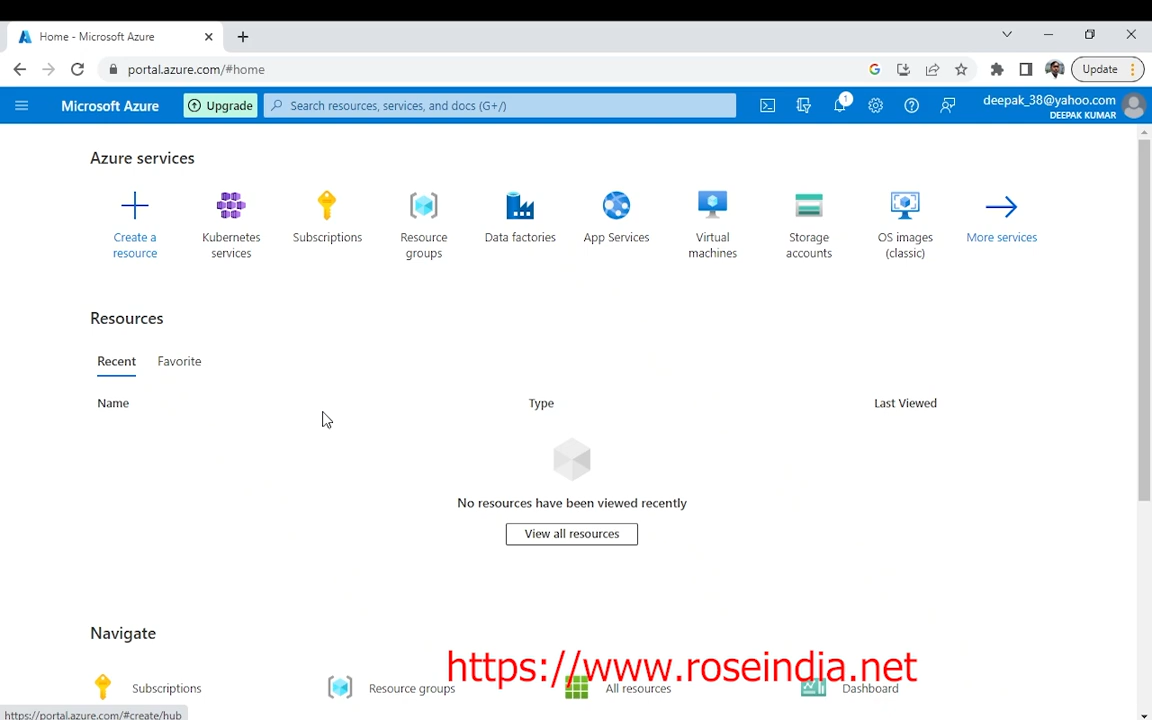 Home - Microsoft Azure
portal.azure.com/#home
Update
Microsoft Azure
Upgrade
Search resources, services, and docs (G+/)
1
deepak_38@yahoo.com
DEEPAK KUMAR
Azure services
Create a
resource
Kubernetes
services
Subscriptions
Resource
groups
Data factories
App Services
Virtual
machines
Storage
accounts
OS images
(classic)
More services
Resources
Recent
Favorite
Name
Type
Last Viewed
No resources have been viewed recently
View all resources
Navigate
https://www.roseindia.net
Subscriptions
Resource groups
All resources
Dashboard
https://portal.azure.com/#create/hub